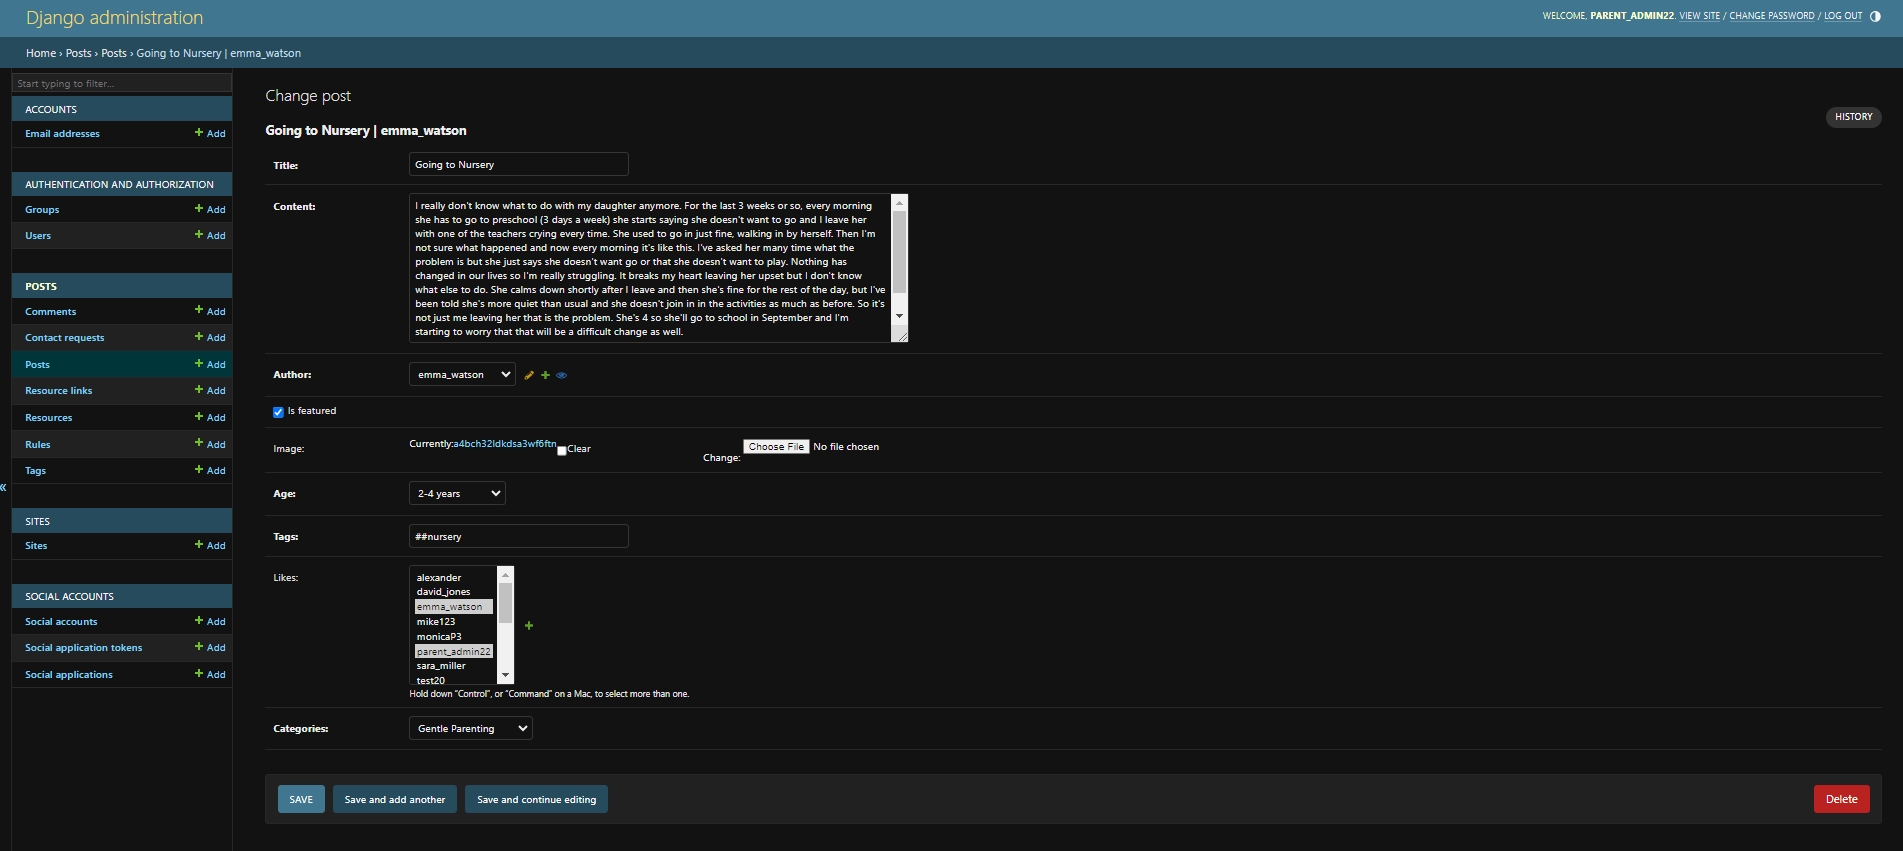 Django administration
WELCOME, PARENT_ADMIN22. VIEW SITE / CHANGE PASSWORD / LOG OUT
Home › Posts › Posts › Going to Nursery | emma_watson
Start typing to filter...
ACCOUNTS
Email addresses + Add
AUTHENTICATION AND AUTHORIZATION
Groups + Add
Users + Add
POSTS
Comments + Add
Contact requests + Add
Posts + Add
Resource links + Add
Resources + Add
Rules + Add
Tags + Add
«
SITES
Sites + Add
SOCIAL ACCOUNTS
Social accounts + Add
Social application tokens + Add
Social applications + Add
Change post
HISTORY
Going to Nursery | emma_watson
Title: Going to Nursery
Content:
I really don't know what to do with my daughter anymore. For the last 3 weeks or so, every morning
she has to go to preschool (3 days a week) she starts saying she doesn't want to go and I leave her
with one of the teachers crying every time. She used to go in just fine, walking in by herself. Then I'm
not sure what happened and now every morning it's like this. I've asked her many time what the
problem is but she just says she doesn't want go or that she doesn't want to play. Nothing has
changed in our lives so I'm really struggling. It breaks my heart leaving her upset but I don't know
what else to do. She calms down shortly after I leave and then she's fine for the rest of the day, but I've
been told she's more quiet than usual and she doesn't join in in the activities as much as before. So it's
not just me leaving her that is the problem. She's 4 so she'll go to school in September and I'm
starting to worry that that will be a difficult change as well.
Author: emma_watson
Is featured
Image: Currently:a4bch32ldkdsa3wf6ftn Clear Change: Choose File No file chosen
Age: 2-4 years
Tags: ##nursery
Likes:
alexander
david_jones
emma_watson
mike123
monicaP3
parent_admin22
sara_miller
test20
Hold down “Control”, or “Command” on a Mac, to select more than one.
Categories: Gentle Parenting
SAVE Save and add another Save and continue editing Delete